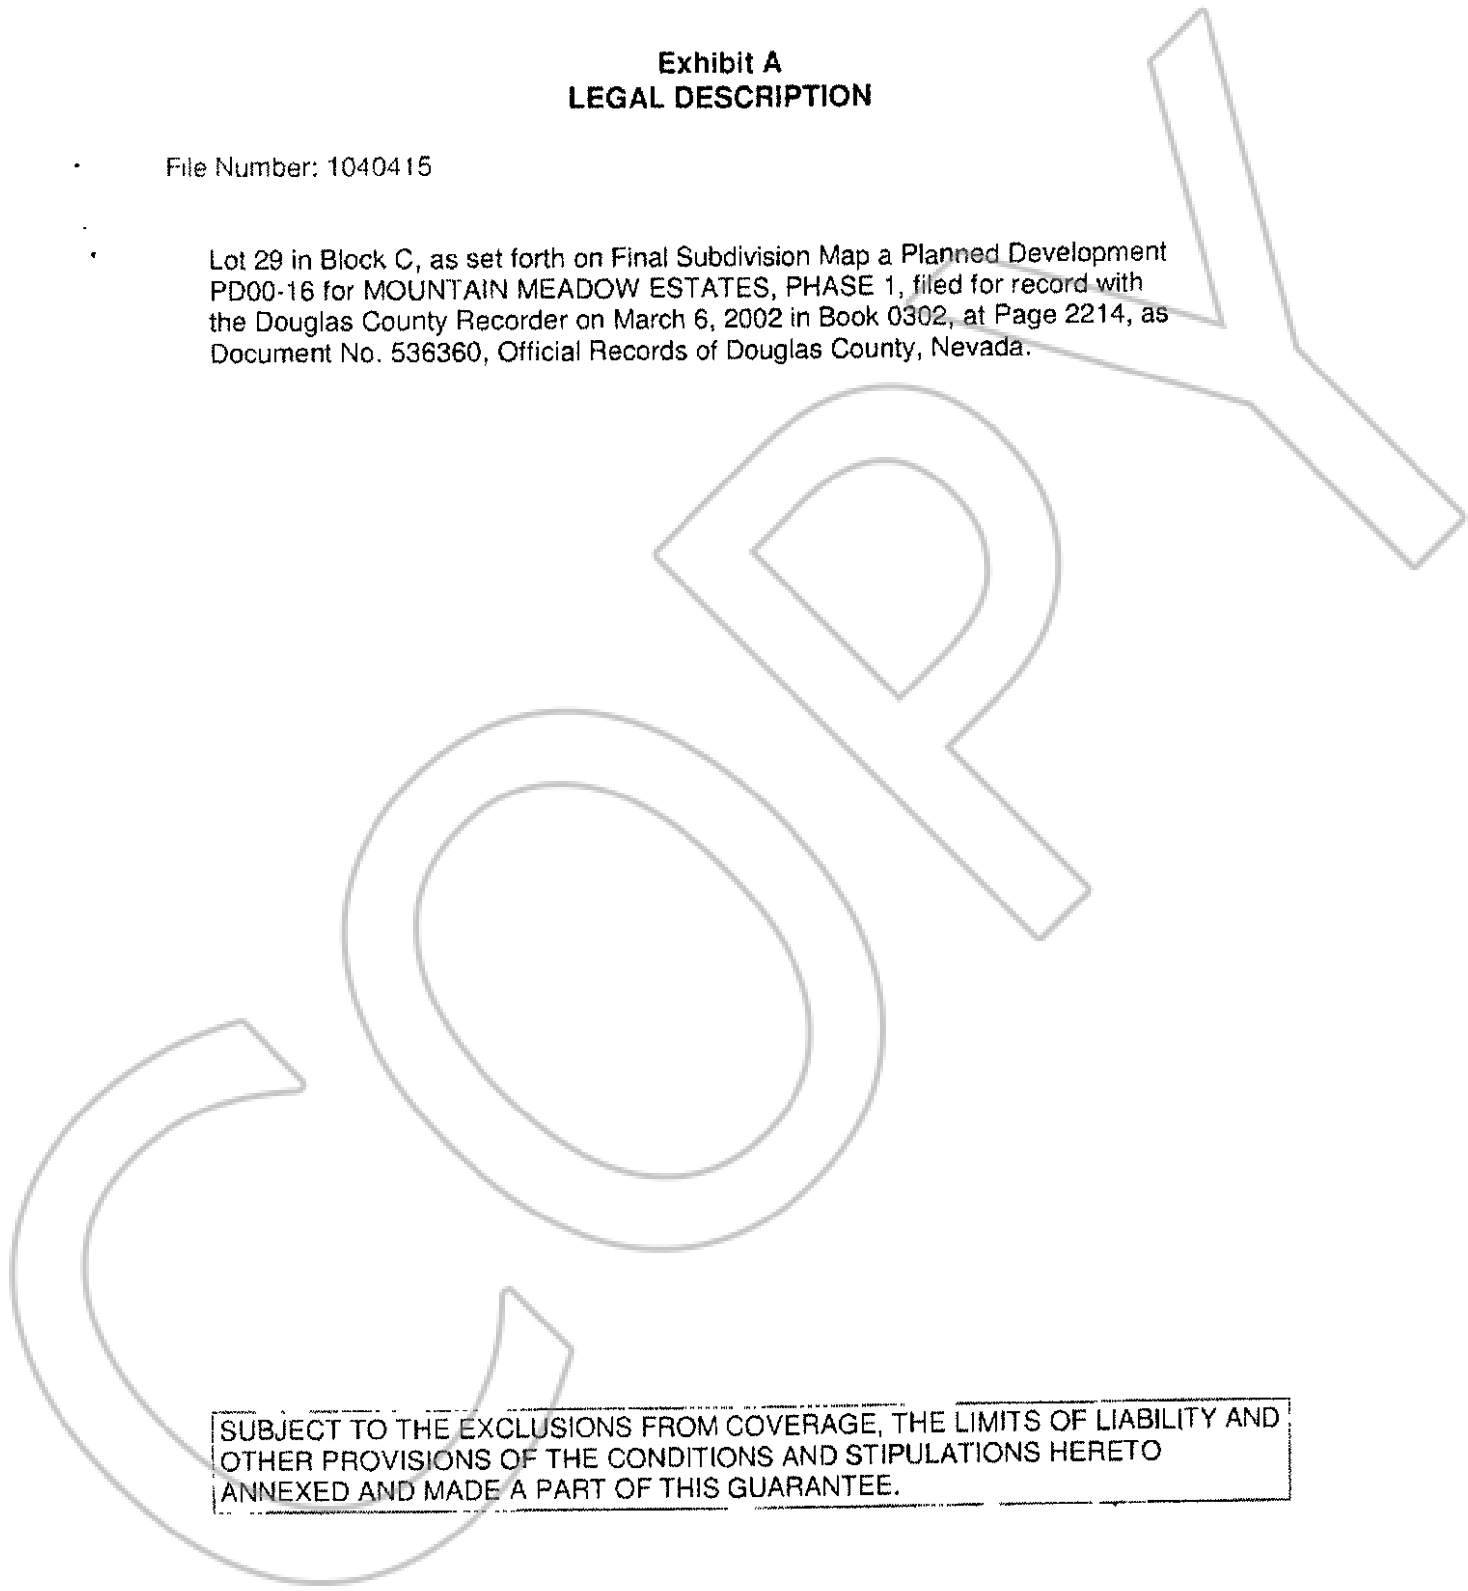 Exhibit A
LEGAL DESCRIPTION
File Number: 1040415
Lot 29 in Block C, as set forth on Final Subdivision Map a Planned Development
PD00-16 for MOUNTAIN MEADOW ESTATES, PHASE 1, filed for record with
the Douglas County Recorder on March 6, 2002 in Book 0302, at Page 2214, as
Document No. 536360, Official Records of Douglas County, Nevada.
COPY
SUBJECT TO THE EXCLUSIONS FROM COVERAGE, THE LIMITS OF LIABILITY AND
OTHER PROVISIONS OF THE CONDITIONS AND STIPULATIONS HERETO
ANNEXED AND MADE A PART OF THIS GUARANTEE.